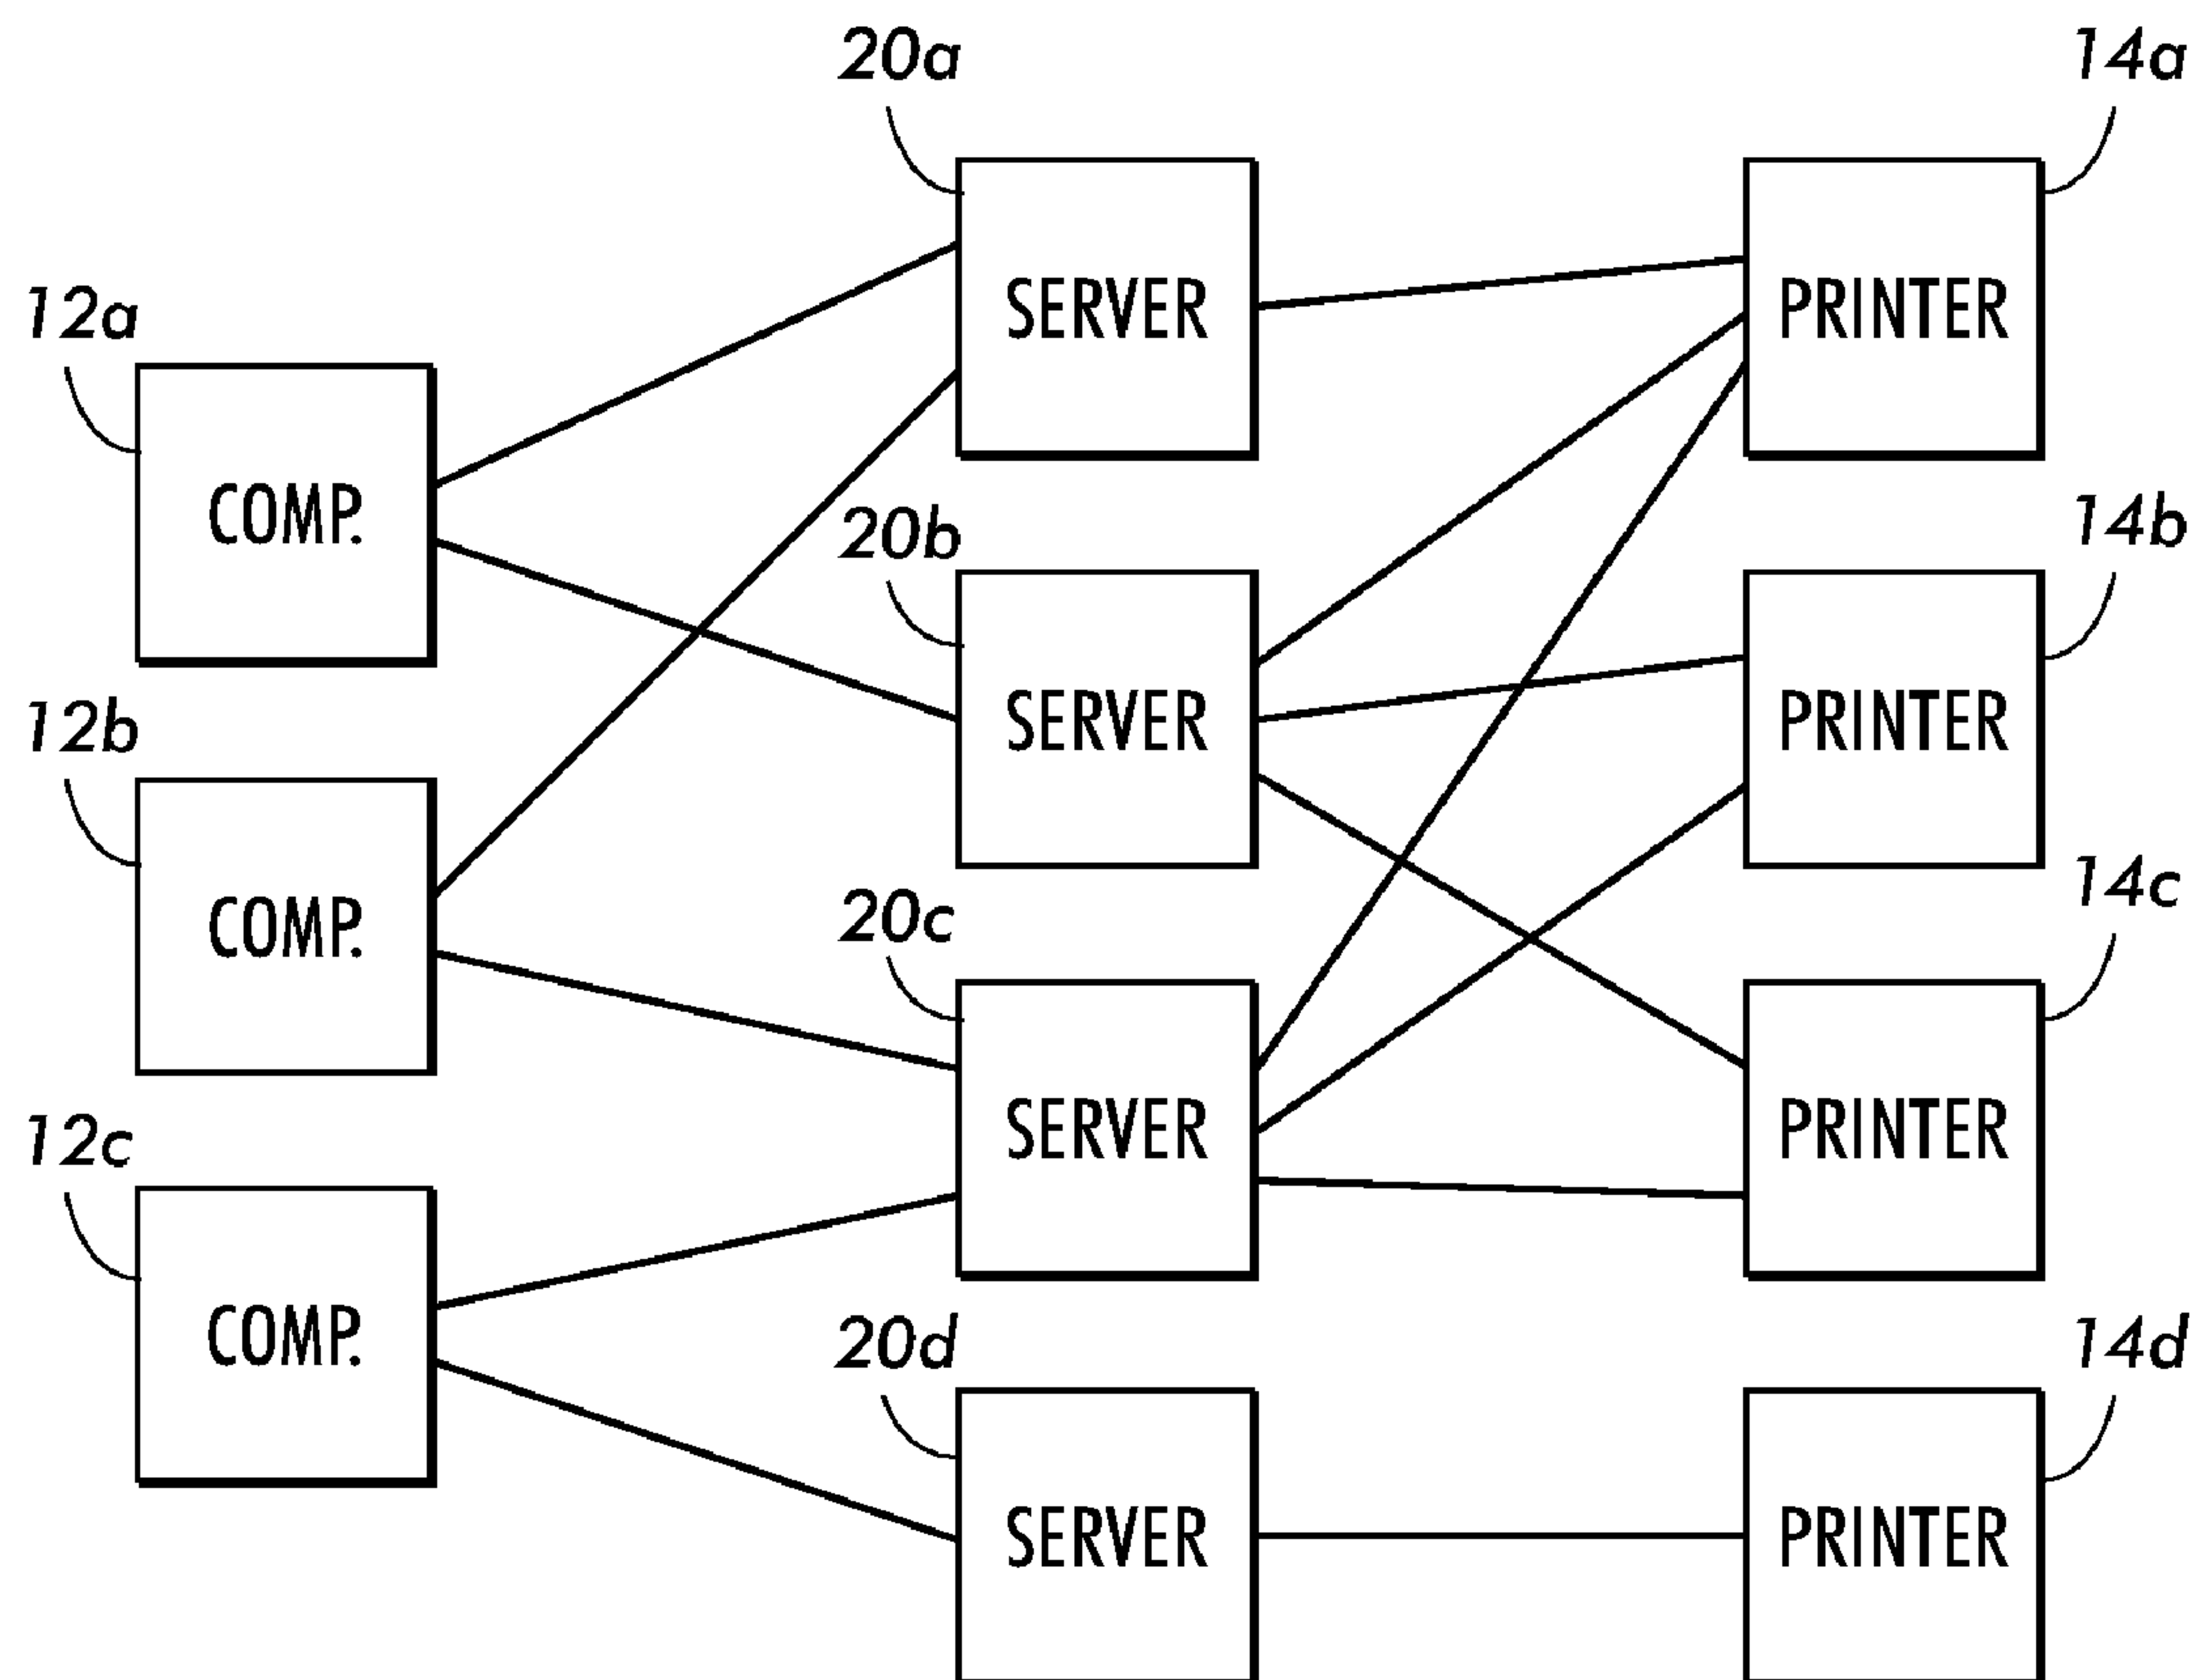 20a
14a
12a
SERVER
PRINTER
COMP.
20b
14b
12b
SERVER
PRINTER
COMP.
20c
14c
12c
SERVER
PRINTER
COMP.
20d
14d
SERVER
PRINTER